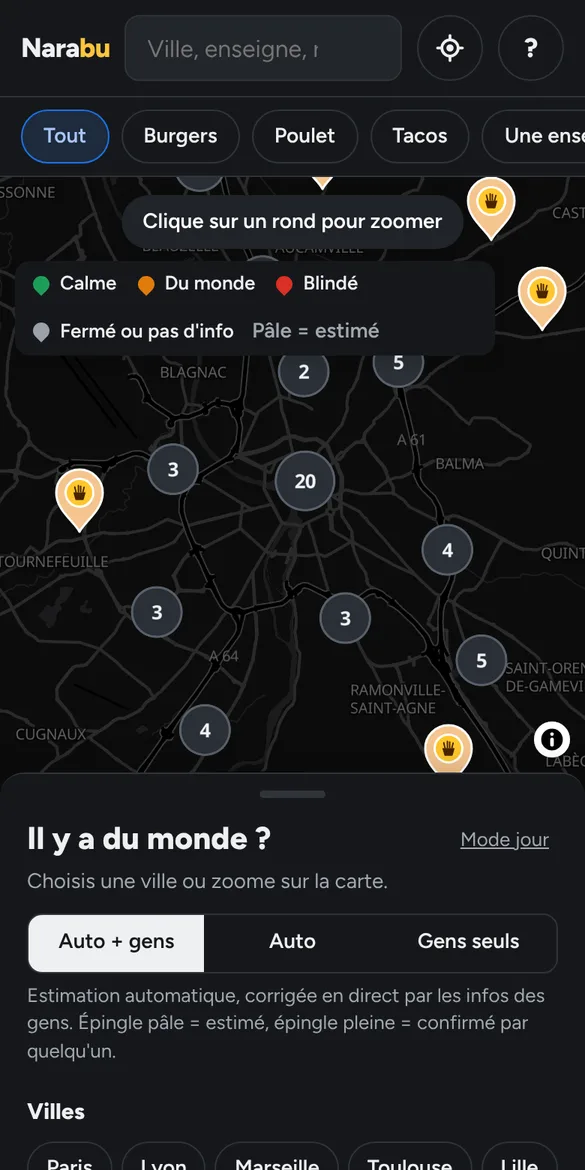 Narabu
Ville, enseigne, r
?
Tout
Burgers
Poulet
Tacos
Une ense
SSONNE
Clique sur un rond pour zoomer
CAST
Calme
Du monde
Blindé
Fermé ou pas d'info
Pâle = estimé
BLAGNAC
2
5
A 61
BALMA
3
20
TOURNEFEUILLE
4
QUINT
3
3
A 64
5
SAINT-OREN
DE-GAMEVI
RAMONVILLE-
SAINT-AGNE
CUGNAUX
4
LABÈG
Il y a du monde ?
Mode jour
Choisis une ville ou zoome sur la carte.
Auto + gens
Auto
Gens seuls
Estimation automatique, corrigée en direct par les infos des
gens. Épingle pâle = estimé, épingle pleine = confirmé par
quelqu'un.
Villes
Paris
Lyon
Marseille
Toulouse
Lille